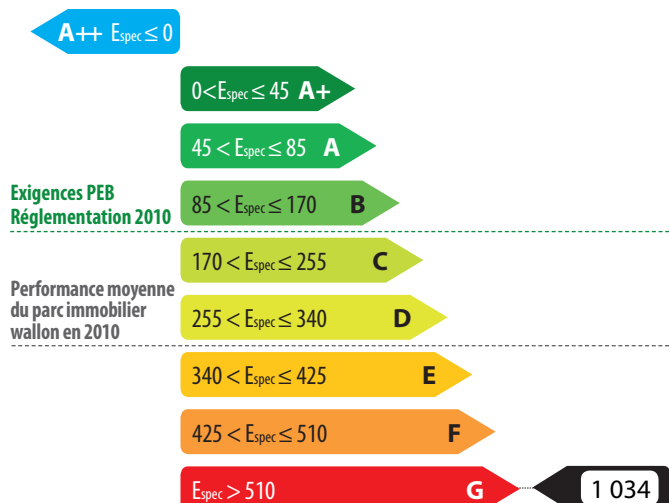 A++ Espec ≤ 0
0<Espec ≤ 45 A+
45 < Espec ≤ 85 A
Exigences PEB
Réglementation 2010
85 < Espec ≤ 170 B
170 < Espec ≤ 255 C
Performance moyenne
du parc immobilier
wallon en 2010
255 < Espec ≤ 340 D
340 < Espec ≤ 425 E
425 < Espec ≤ 510 F
Espec > 510 G
1 034